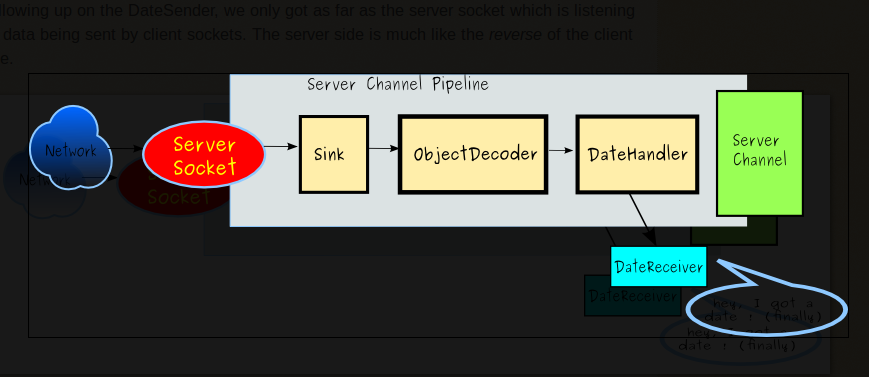 llowing up on the DateSender, we only got as far as the server socket which is listening
data being sent by client sockets. The server side is much like the reverse of the client
e.
Server Channel Pipeline
Network
Server
Socket
Sink
ObjectDecoder
DateHandler
Server
Channel
Network
Socket
DateReceiver
DateReceiver
hey, I got a
date : (finally)
hey, I got a
date : (finally)